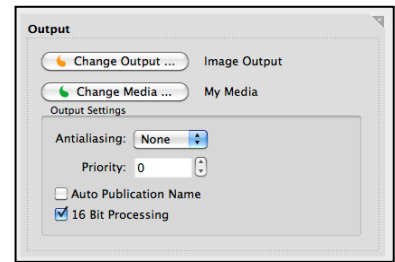 Output
Change Output ... Image Output
Change Media ... My Media
Output Settings
Antialiasing: None
Priority: 0
Auto Publication Name
16 Bit Processing